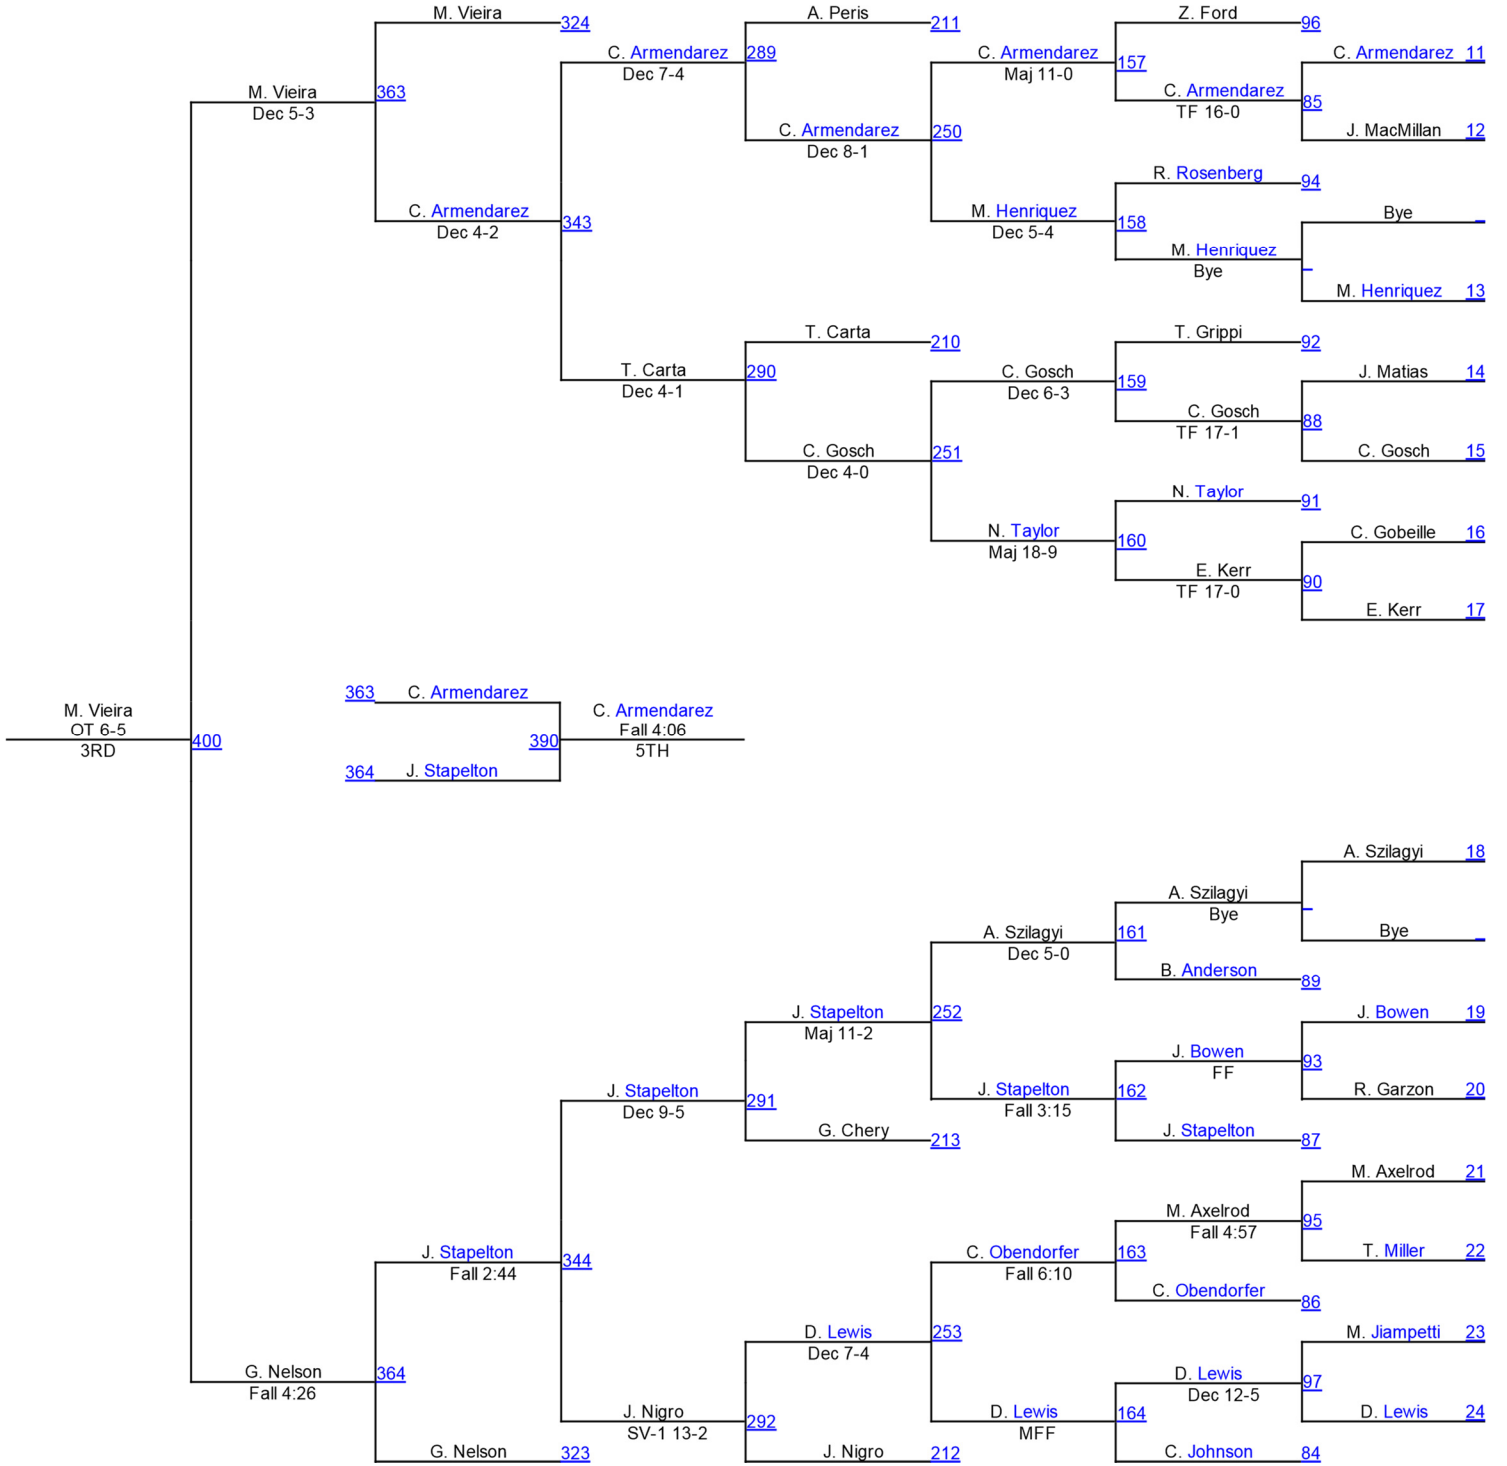 M. Vieira 324
A. Peris 211
Z. Ford 96
C. Armendarez 289
Dec 7-4
C. Armendarez 157
Maj 11-0
C. Armendarez 11
M. Vieira 363
Dec 5-3
C. Armendarez 85
TF 16-0
C. Armendarez 250
Dec 8-1
J. MacMillan 12
R. Rosenberg 94
C. Armendarez 343
Dec 4-2
M. Henriquez 158
Dec 5-4
Bye
M. Henriquez
Bye
M. Henriquez 13
T. Carta 210
T. Grippi 92
T. Carta 290
Dec 4-1
C. Gosch 159
Dec 6-3
J. Matias 14
C. Gosch 88
TF 17-1
C. Gosch 251
Dec 4-0
C. Gosch 15
N. Taylor 91
N. Taylor 160
Maj 18-9
C. Gobeille 16
E. Kerr 90
TF 17-0
E. Kerr 17
363 C. Armendarez
M. Vieira
OT 6-5
3RD
400
390
C. Armendarez
Fall 4:06
5TH
364 J. Stapelton
A. Szilagyi 18
A. Szilagyi
Bye
A. Szilagyi 161
Dec 5-0
Bye
B. Anderson 89
J. Stapelton 252
Maj 11-2
J. Bowen 19
J. Bowen 93
FF
J. Stapelton 291
Dec 9-5
J. Stapelton 162
Fall 3:15
R. Garzon 20
G. Chery 213
J. Stapelton 87
M. Axelrod 21
M. Axelrod 95
Fall 4:57
J. Stapelton 344
Fall 2:44
C. Obendorfer 163
Fall 6:10
T. Miller 22
C. Obendorfer 86
D. Lewis 253
Dec 7-4
M. Jiampetti 23
G. Nelson 364
Fall 4:26
D. Lewis 97
Dec 12-5
J. Nigro 292
SV-1 13-2
D. Lewis 164
MFF
D. Lewis 24
G. Nelson 323
J. Nigro 212
C. Johnson 84